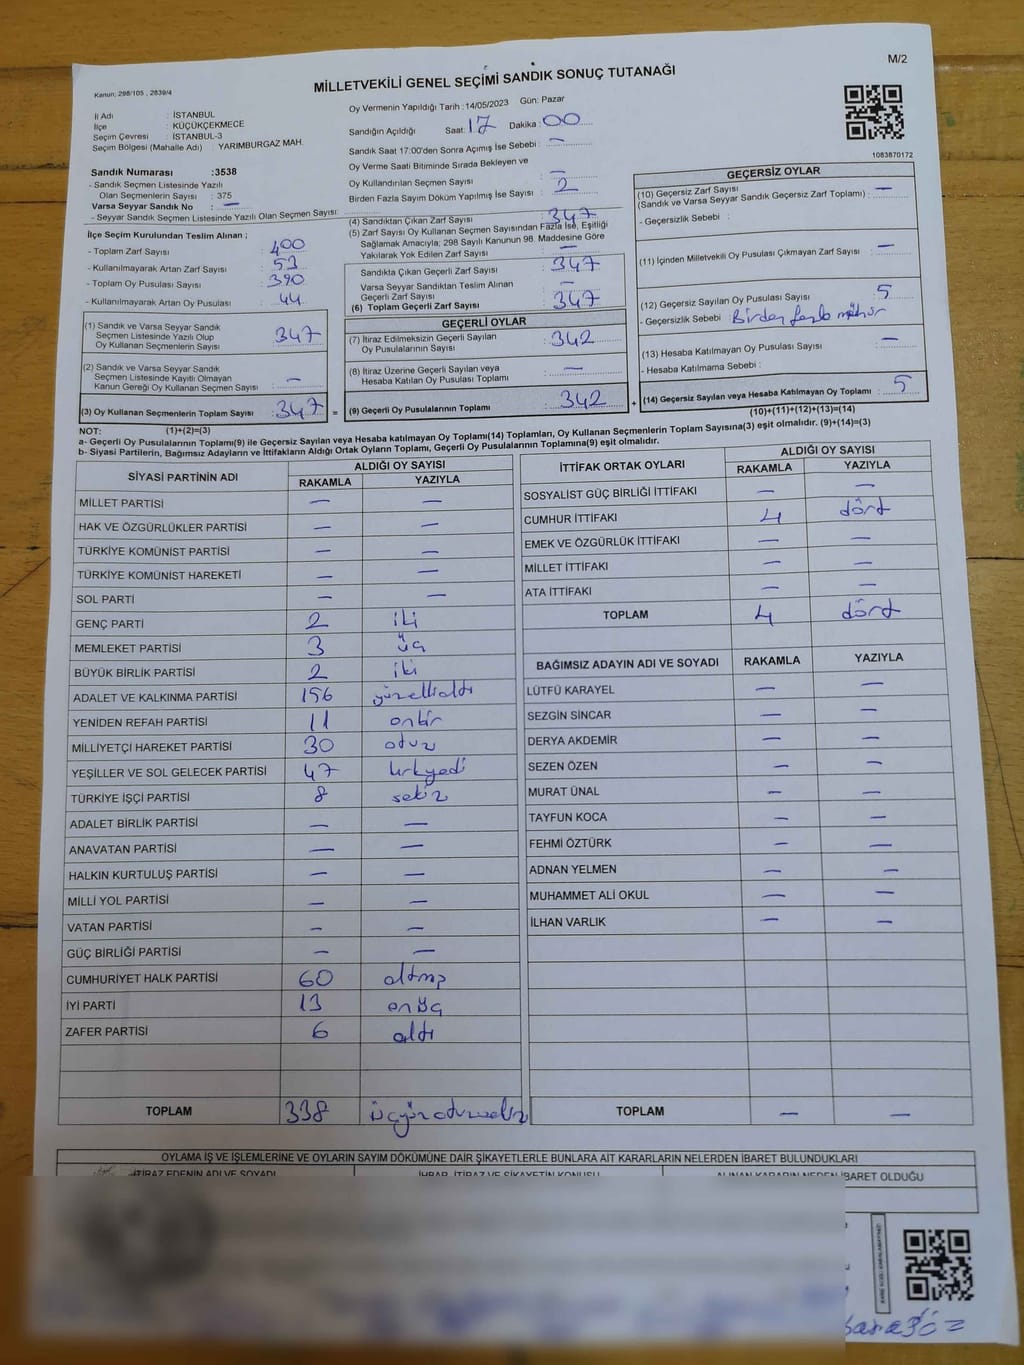 M/2
MİLLETVEKİLİ GENEL SEÇİMİ SANDIK SONUÇ TUTANAĞI
Kanun; 298/105 , 2839/4
İl Adı : İSTANBUL
İlçe : KÜÇÜKÇEKMECE
Seçim Çevresi : İSTANBUL-3
Seçim Bölgesi (Mahalle Adı) : YARIMBURGAZ MAH.
Sandık Numarası :3538
- Sandık Seçmen Listesinde Yazılı
Olan Seçmenlerin Sayısı : 375
Varsa Seyyar Sandık No : —
- Seyyar Sandık Seçmen Listesinde Yazılı Olan Seçmen Sayısı:
İlçe Seçim Kurulundan Teslim Alınan ;
- Toplam Zarf Sayısı : 400
- Kullanılmayarak Artan Zarf Sayısı : 53
- Toplam Oy Pusulası Sayısı : 390
- Kullanılmayarak Artan Oy Pusulası : 44
(1) Sandık ve Varsa Seyyar Sandık
Seçmen Listesinde Yazılı Olup
Oy Kullanan Seçmenlerin Sayısı : 347
(2) Sandık ve Varsa Seyyar Sandık
Seçmen Listesinde Kayıtlı Olmayan
Kanun Gereği Oy Kullanan Seçmen Sayısı : —
(3) Oy Kullanan Seçmenlerin Toplam Sayısı : 347 =
(1)+(2)=(3)
Oy Vermenin Yapıldığı Tarih :14/05/2023 Gün: Pazar
Sandığın Açıldığı Saat: 17 Dakika : 00
Sandık Saat 17:00'den Sonra Açımış İse Sebebi : —
Oy Verme Saati Bitiminde Sırada Bekleyen ve
Oy Kullandırılan Seçmen Sayısı : —
Birden Fazla Sayım Döküm Yapılmış İse Sayısı : 2
(4) Sandıktan Çıkan Zarf Sayısı : 347
(5) Zarf Sayısı Oy Kullanan Seçmen Sayısından Fazla İse, Eşitliği
Sağlamak Amacıyla; 298 Sayılı Kanunun 98. Maddesine Göre
Yakılarak Yok Edilen Zarf Sayısı : —
Sandıkta Çıkan Geçerli Zarf Sayısı : 347
Varsa Seyyar Sandıktan Teslim Alınan
Geçerli Zarf Sayısı : —
(6) Toplam Geçerli Zarf Sayısı : 347
GEÇERLİ OYLAR
(7) İtiraz Edilmeksizin Geçerli Sayılan
Oy Pusulalarının Sayısı : 342
(8) İtiraz Üzerine Geçerli Sayılan veya
Hesaba Katılan Oy Pusulası Toplamı : —
(9) Geçerli Oy Pusulalarının Toplamı : 342 +
1083870172
GEÇERSİZ OYLAR
(10) Geçersiz Zarf Sayısı
(Sandık ve Varsa Sandık Geçersiz Zarf Toplamı) : —
- Geçersizlik Sebebi :
(11) İçinden Milletvekili Oy Pusulası Çıkmayan Zarf Sayısı : —
(12) Geçersiz Sayılan Oy Pusulası Sayısı : 5
- Geçersizlik Sebebi : Birden fazla mühür
(13) Hesaba Katılmayan Oy Pusulası Sayısı : —
- Hesaba Katılmama Sebebi :
(14) Geçersiz Sayılan veya Hesaba Katılmayan Oy Toplamı : 5
(10)+(11)+(12)+(13)=(14)
NOT:
a- Geçerli Oy Pusulalarının Toplamı(9) ile Geçersiz Sayılan veya Hesaba katılmayan Oy Toplamı(14) Toplamları, Oy Kullanan Seçmenlerin Toplam Sayısına(3) eşit olmalıdır. (9)+(14)=(3)
b- Siyasi Partilerin, Bağımsız Adayların ve İttifakların Aldığı Ortak Oyların Toplamı, Geçerli Oy Pusulalarının Toplamına(9) eşit olmalıdır.
SİYASİ PARTİNİN ADI ALDIĞI OY SAYISI
RAKAMLA YAZIYLA
MİLLET PARTİSİ — —
HAK VE ÖZGÜRLÜKLER PARTİSİ — —
TÜRKİYE KOMÜNİST PARTİSİ — —
TÜRKİYE KOMÜNİST HAREKETİ — —
SOL PARTİ — —
GENÇ PARTİ 2 iki
MEMLEKET PARTİSİ 3 üç
BÜYÜK BİRLİK PARTİSİ 2 iki
ADALET VE KALKINMA PARTİSİ 156 yüzellialtı
YENİDEN REFAH PARTİSİ 11 onbir
MİLLİYETÇİ HAREKET PARTİSİ 30 otuz
YEŞİLLER VE SOL GELECEK PARTİSİ 47 kırkyedi
TÜRKİYE İŞÇİ PARTİSİ 8 sekiz
ADALET BİRLİK PARTİSİ — —
ANAVATAN PARTİSİ — —
HALKIN KURTULUŞ PARTİSİ — —
MİLLİ YOL PARTİSİ — —
VATAN PARTİSİ — —
GÜÇ BİRLİĞİ PARTİSİ — —
CUMHURİYET HALK PARTİSİ 60 altmış
İYİ PARTİ 13 onüç
ZAFER PARTİSİ 6 altı
TOPLAM 338 üçyüzotuzsekiz
İTTİFAK ORTAK OYLARI ALDIĞI OY SAYISI
RAKAMLA YAZIYLA
SOSYALİST GÜÇ BİRLİĞİ İTTİFAKI — —
CUMHUR İTTİFAKI 4 dört
EMEK VE ÖZGÜRLÜK İTTİFAKI — —
MİLLET İTTİFAKI — —
ATA İTTİFAKI — —
TOPLAM 4 dört
BAĞIMSIZ ADAYIN ADI VE SOYADI RAKAMLA YAZIYLA
LÜTFÜ KARAYEL — —
SEZGİN SİNCAR — —
DERYA AKDEMİR — —
SEZEN ÖZEN — —
MURAT ÜNAL — —
TAYFUN KOCA — —
FEHMİ ÖZTÜRK — —
ADNAN YELMEN — —
MUHAMMET ALİ OKUL — —
İLHAN VARLIK — —
TOPLAM — —
OYLAMA İŞ VE İŞLEMLERİNE VE OYLARIN SAYIM DÖKÜMÜNE DAİR ŞİKAYETLERLE BUNLARA AİT KARARLARIN NELERDEN İBARET BULUNDUKLARI
İTİRAZ EDENİN ADI VE SOYADI İHBAR, İTİRAZ VE ŞİKAYETİN KONUSU ALINAN KARARIN NEDEN İBARET OLDUĞU